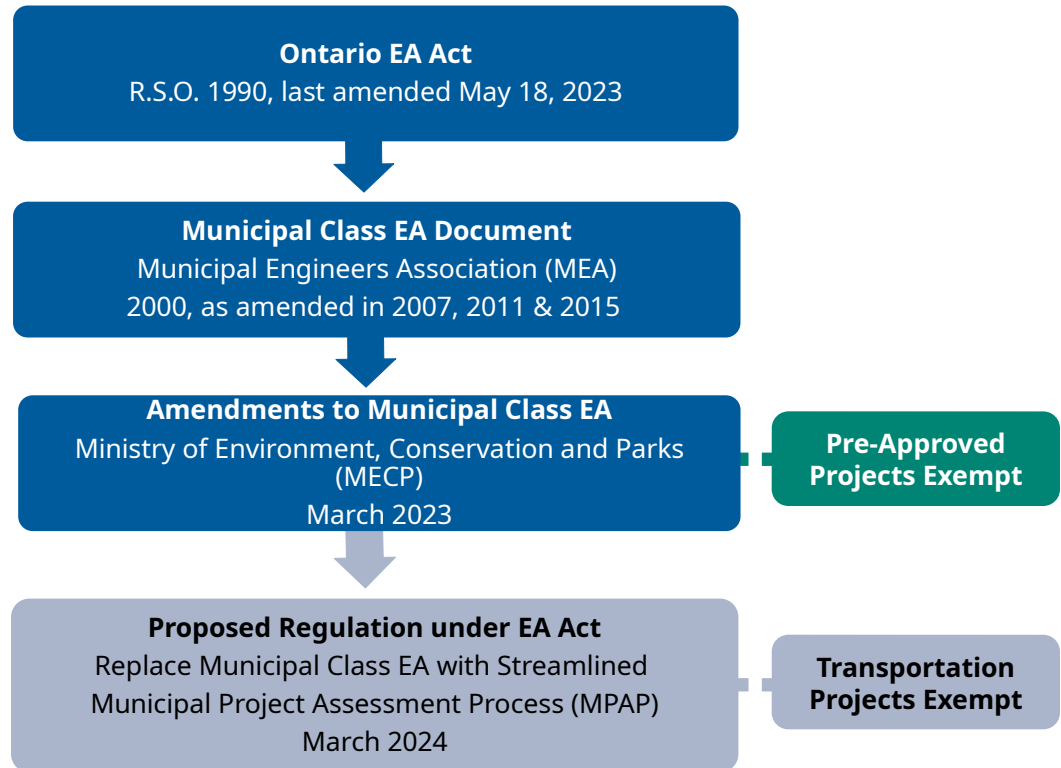 Ontario EA Act
R.S.O. 1990, last amended May 18, 2023
Municipal Class EA Document
Municipal Engineers Association (MEA)
2000, as amended in 2007, 2011 & 2015
Amendments to Municipal Class EA
Ministry of Environment, Conservation and Parks
(MECP)
March 2023
Pre-Approved
Projects Exempt
Proposed Regulation under EA Act
Replace Municipal Class EA with Streamlined
Municipal Project Assessment Process (MPAP)
March 2024
Transportation
Projects Exempt